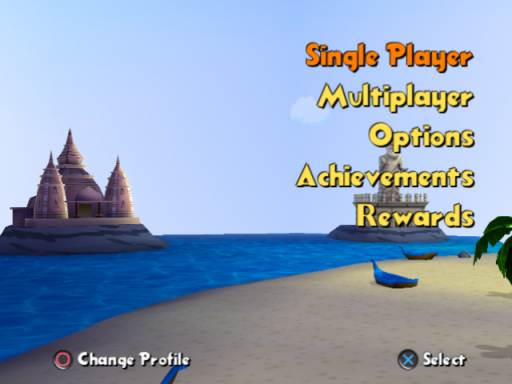 Single Player
Multiplayer
Options
Achievements
Rewards
Change Profile
Select